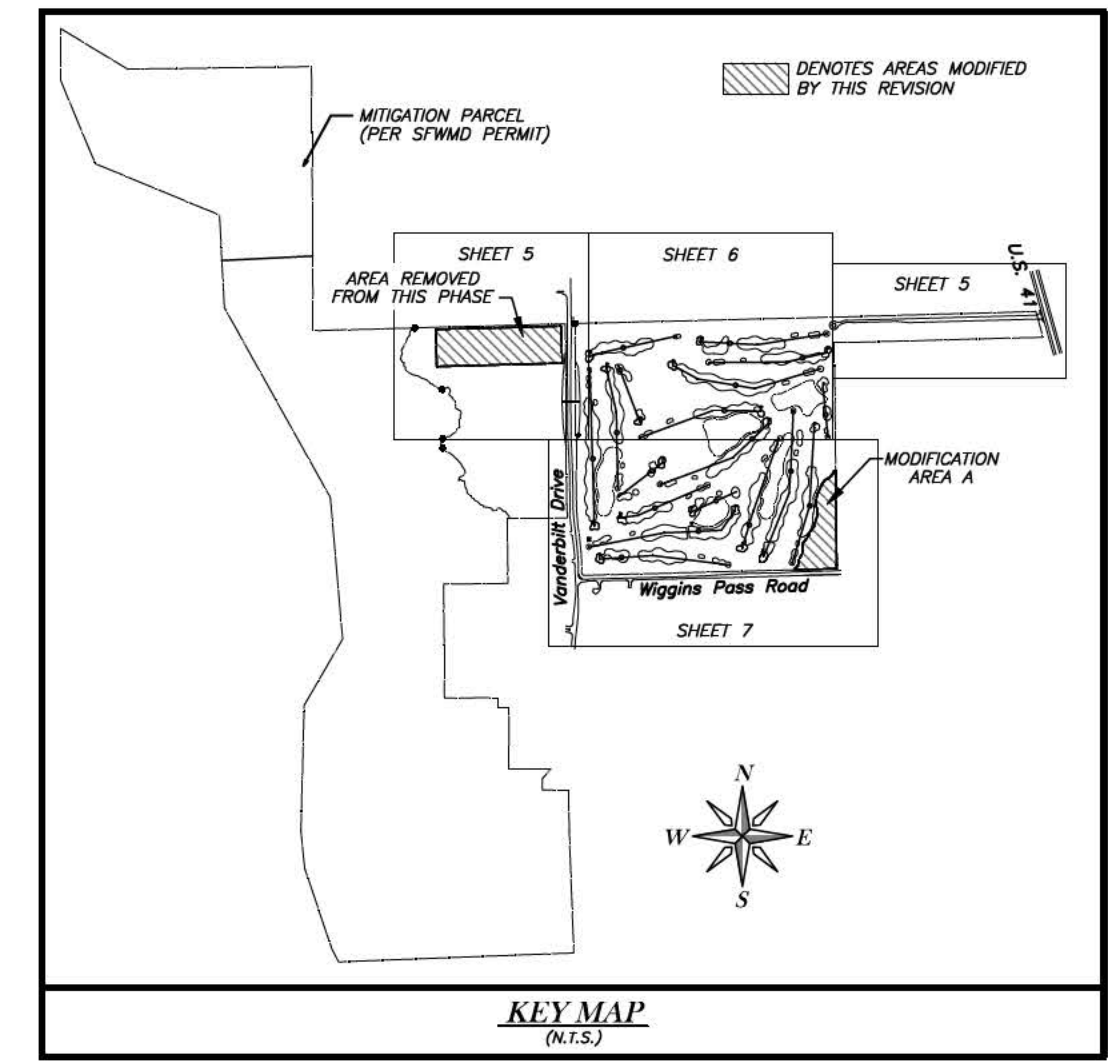 DENOTES AREAS MODIFIED
BY THIS REVISION
MITIGATION PARCEL
(PER SFWMD PERMIT)
SHEET 5
SHEET 6
AREA REMOVED
FROM THIS PHASE
U.S. 41
SHEET 5
MODIFICATION
AREA A
Vanderbilt Drive
Wiggins Pass Road
SHEET 7
N
W
E
S
KEY MAP
(N.T.S.)